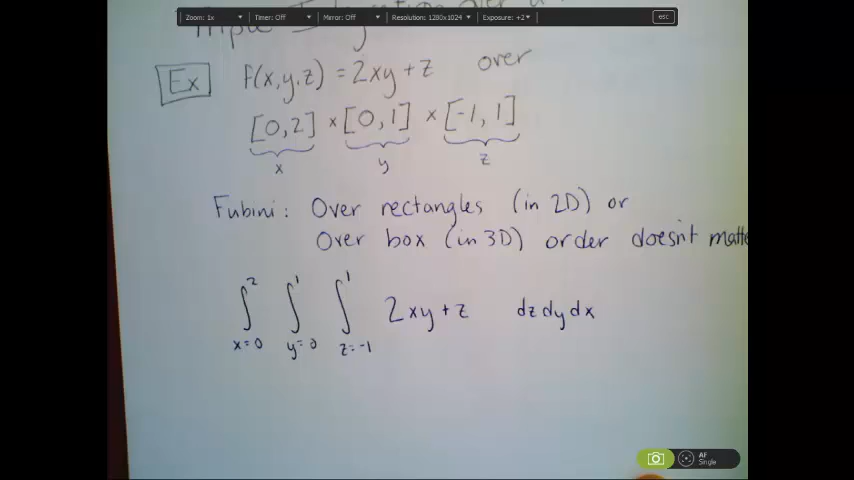 Zoom: 1x Timer: Off Mirror: Off Resolution: 1280x1024 Exposure: +2 esc
Ex f(x,y,z) = 2xy + z over
[0,2] × [0,1] × [-1,1]
x y z
Fubini: Over rectangles (in 2D) or
Over box (in 3D) order doesn't matte
∫ 2 x=0 ∫ 1 y=0 ∫ 1 z=-1 2xy + z dz dy dx
AF
Single